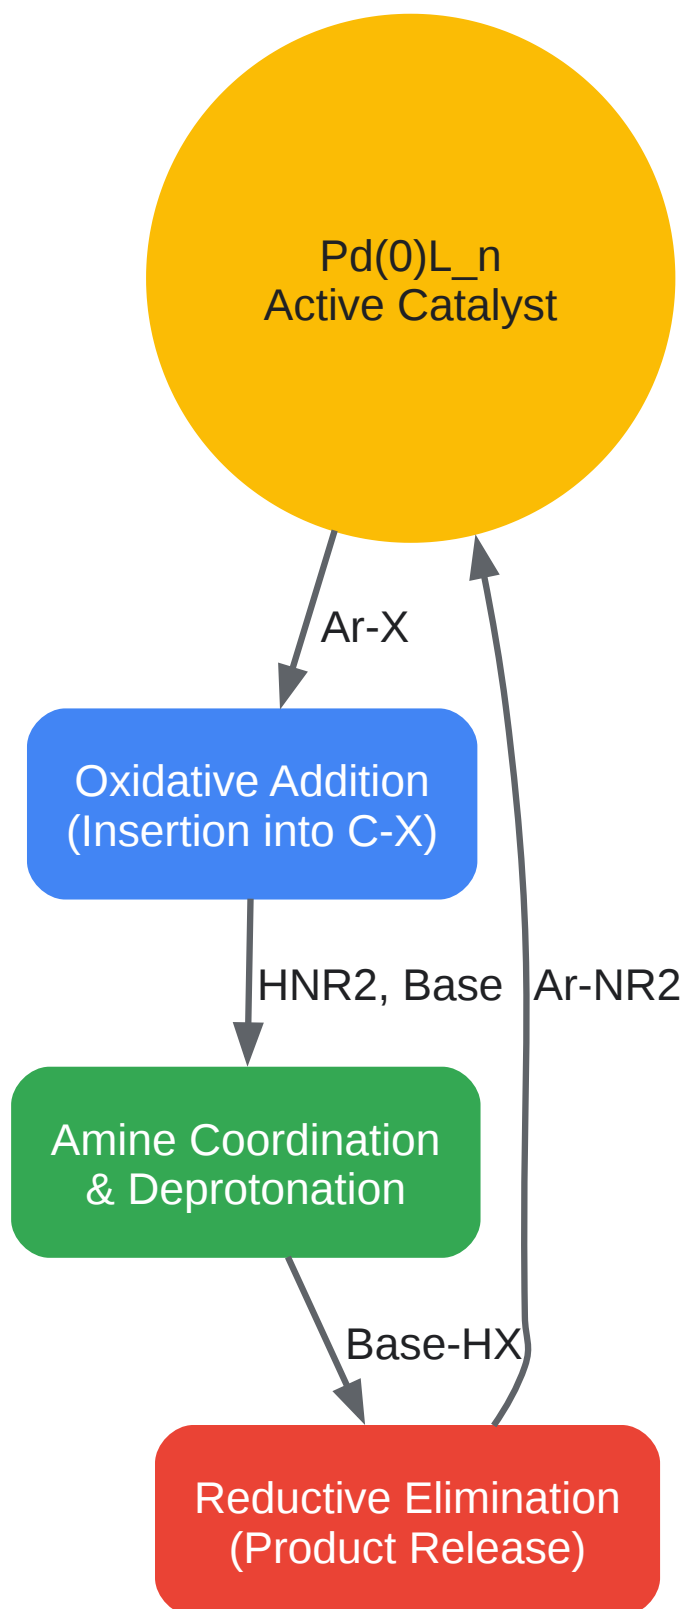 Pd(0)L_n
Active Catalyst
Ar-X
Oxidative Addition
(Insertion into C-X)
HNR2, Base
Ar-NR2
Amine Coordination
& Deprotonation
Base-HX
Reductive Elimination
(Product Release)